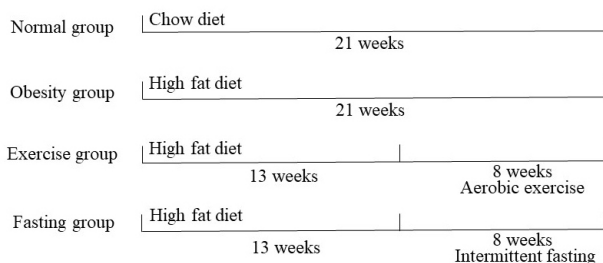 Normal group
Chow diet
21 weeks
Obesity group
High fat diet
21 weeks
Exercise group
High fat diet
13 weeks
8 weeks
Aerobic exercise
Fasting group
High fat diet
13 weeks
8 weeks
Intermittent fasting